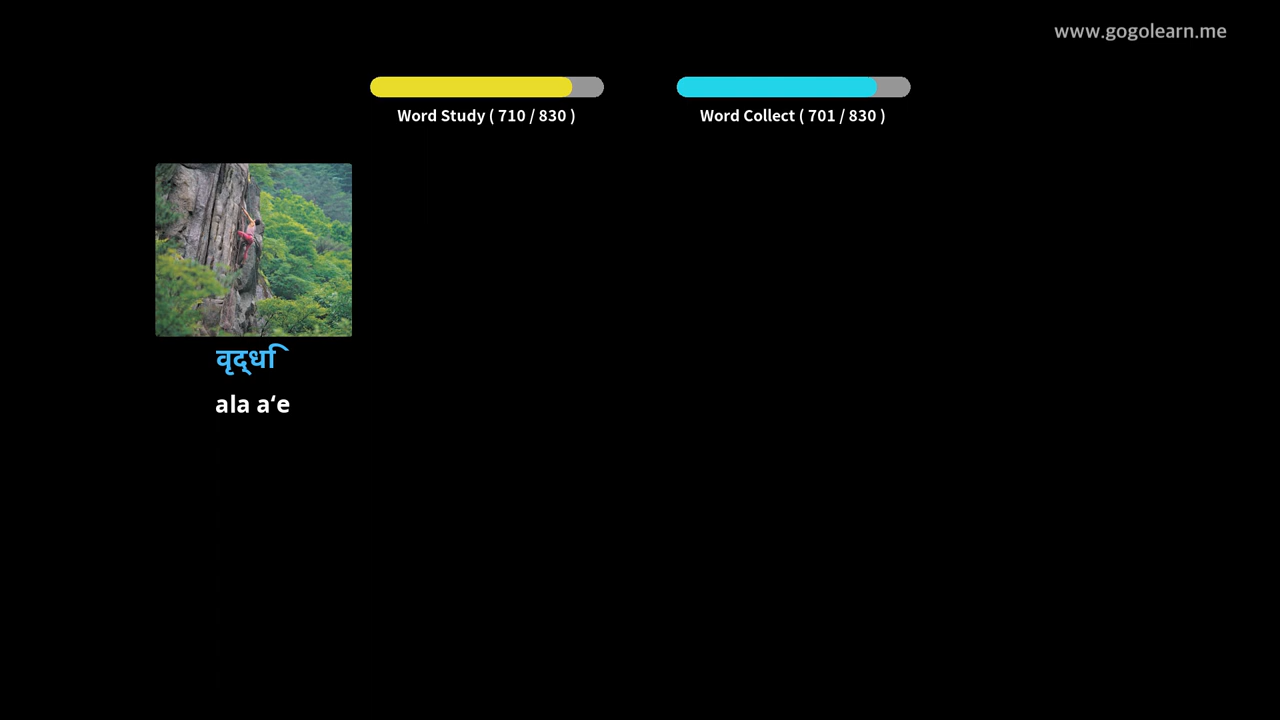 www.gogolearn.me
Word Study ( 710 / 830 )
Word Collect ( 701 / 830 )
वृद्धि
ala aʻe